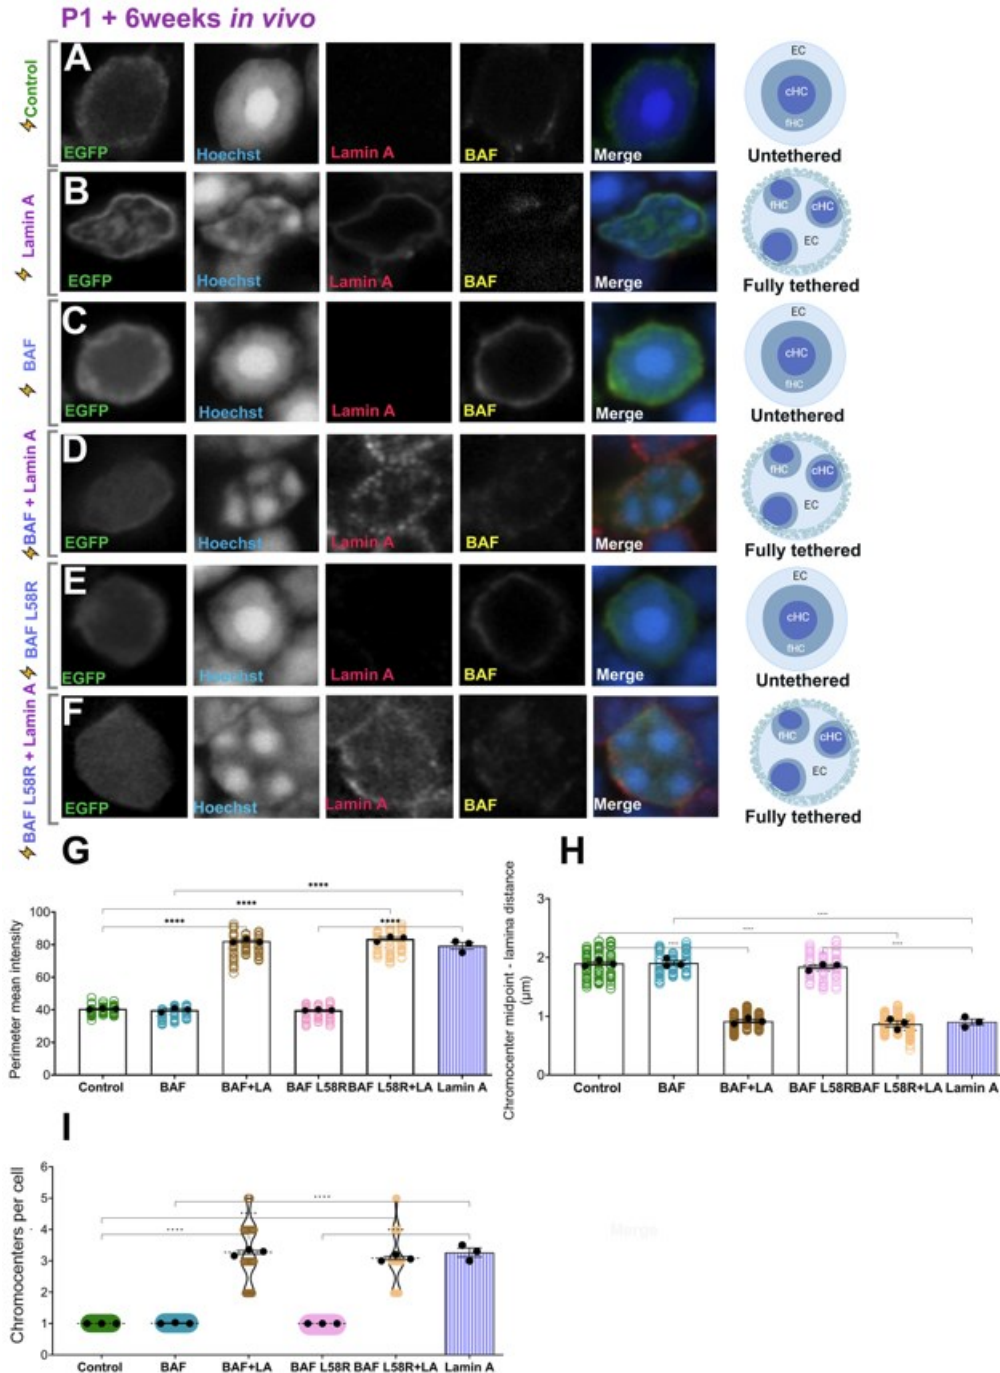 P1 + 6weeks in vivo
Control
A
EGFP
Hoechst
Lamin A
BAF
Merge
EC
cHC
fHC
Untethered
Lamin A
B
EGFP
Hoechst
Lamin A
BAF
Merge
fHC
cHC
EC
Fully tethered
BAF
C
EGFP
Hoechst
Lamin A
BAF
Merge
EC
cHC
fHC
Untethered
BAF + Lamin A
D
EGFP
Hoechst
Lamin A
BAF
Merge
fHC
cHC
EC
Fully tethered
BAF L58R
E
EGFP
Hoechst
Lamin A
BAF
Merge
EC
cHC
fHC
Untethered
BAF L58R + Lamin A
F
EGFP
Hoechst
Lamin A
BAF
Merge
fHC
cHC
EC
Fully tethered
G
Perimeter mean intensity
100
80
60
40
20
0
****
****
****
****
Control BAF BAF+LA BAF L58R BAF L58R+LA Lamin A
H
Chromocenter midpoint - lamina distance
(µm)
3
2
1
0
****
****
****
****
Control BAF BAF+LA BAF L58R BAF L58R+LA Lamin A
I
Chromocenters per cell
6
5
4
3
2
1
0
****
****
****
****
Control BAF BAF+LA BAF L58R BAF L58R+LA Lamin A
Merge